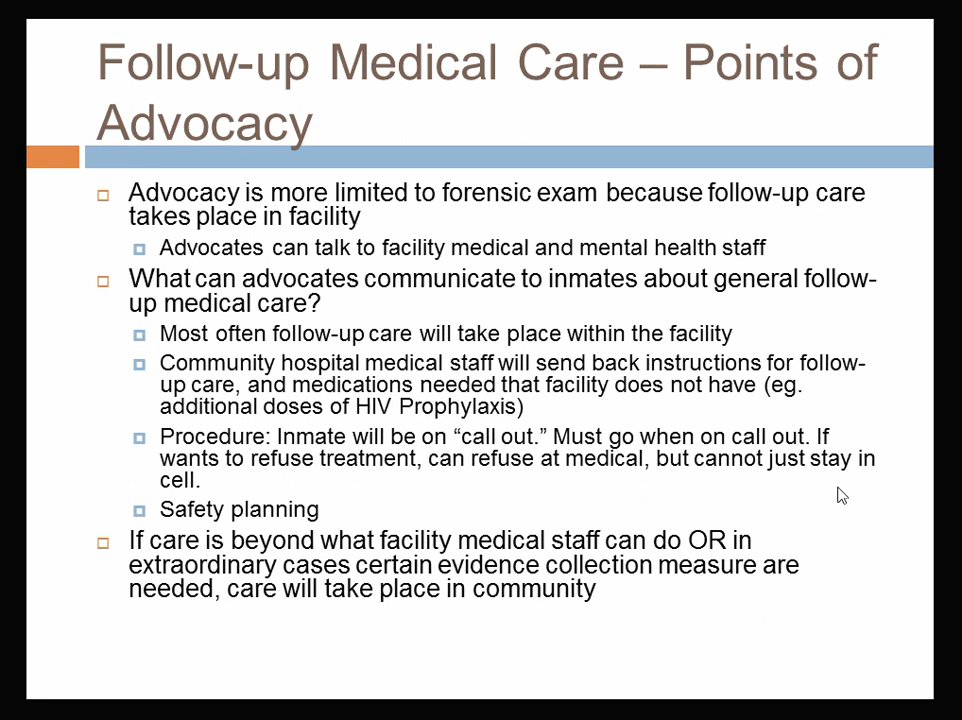 Follow-up Medical Care – Points of
Advocacy
Advocacy is more limited to forensic exam because follow-up care
takes place in facility
Advocates can talk to facility medical and mental health staff
What can advocates communicate to inmates about general follow-
up medical care?
Most often follow-up care will take place within the facility
Community hospital medical staff will send back instructions for follow-
up care, and medications needed that facility does not have (eg.
additional doses of HIV Prophylaxis)
Procedure: Inmate will be on “call out.” Must go when on call out. If
wants to refuse treatment, can refuse at medical, but cannot just stay in
cell.
Safety planning
If care is beyond what facility medical staff can do OR in
extraordinary cases certain evidence collection measure are
needed, care will take place in community